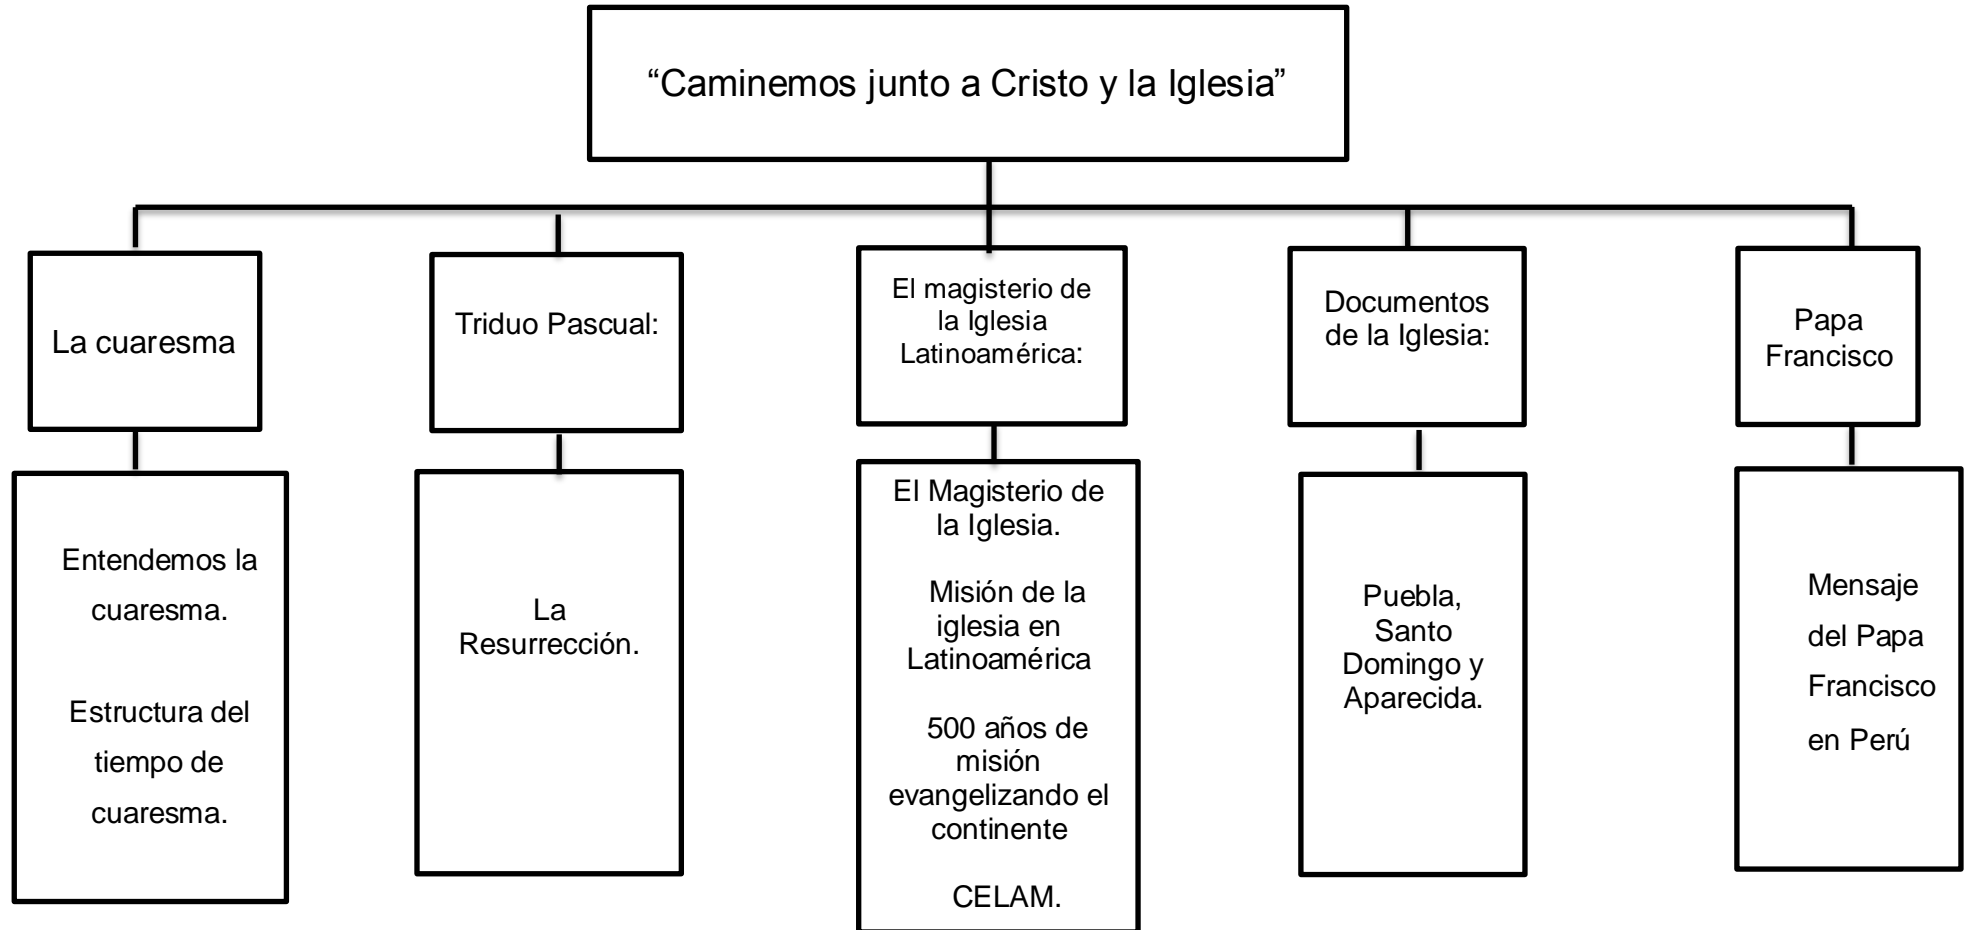 “Caminemos junto a Cristo y la Iglesia”
La cuaresma
Triduo Pascual:
El magisterio de
la Iglesia
Latinoamérica:
Documentos
de la Iglesia:
Papa
Francisco
Entendemos la
cuaresma.
Estructura del
tiempo de
cuaresma.
La
Resurrección.
El Magisterio de
la Iglesia.
Misión de la
iglesia en
Latinoamérica
500 años de
misión
evangelizando el
continente
CELAM.
Puebla,
Santo
Domingo y
Aparecida.
Mensaje
del Papa
Francisco
en Perú